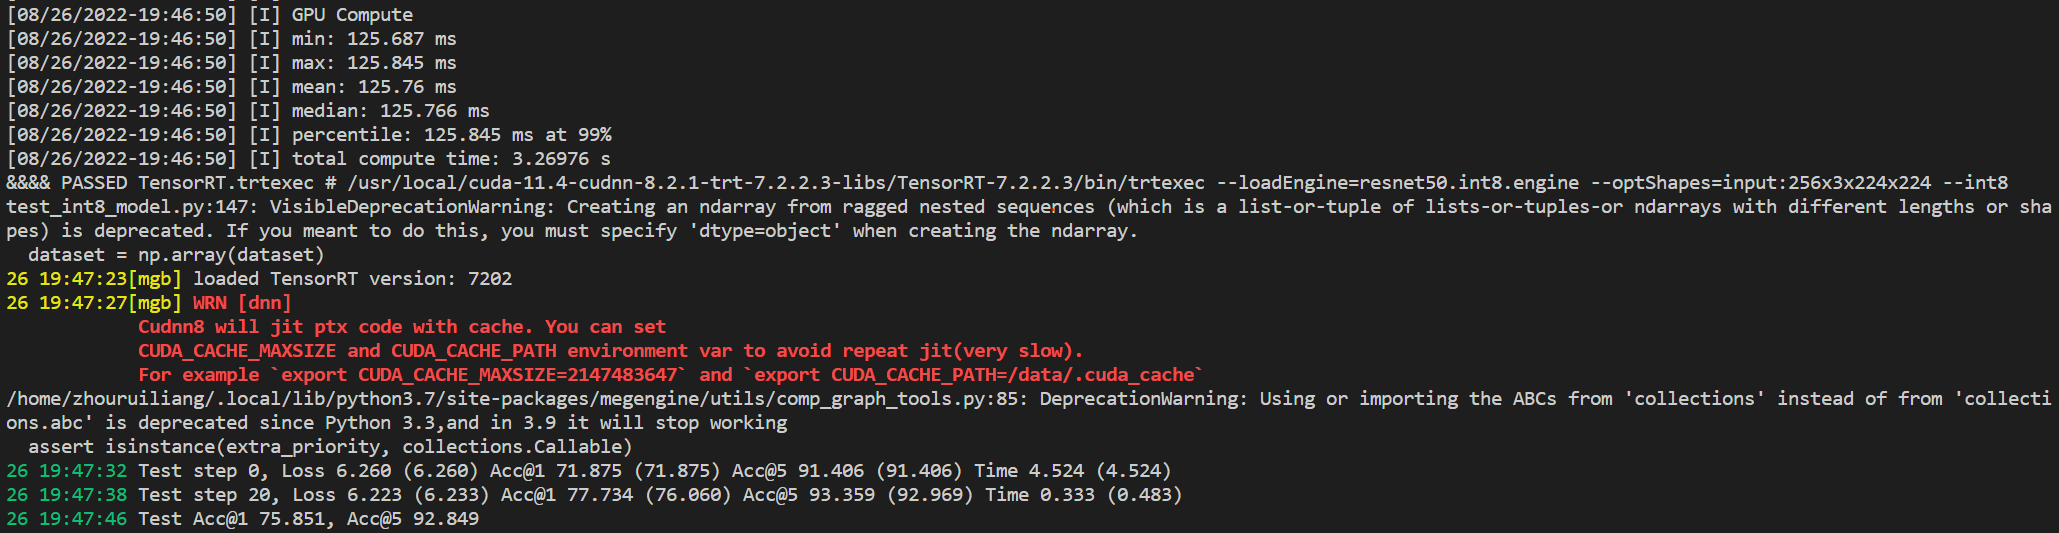 [08/26/2022-19:46:50] [I] GPU Compute
[08/26/2022-19:46:50] [I] min: 125.687 ms
[08/26/2022-19:46:50] [I] max: 125.845 ms
[08/26/2022-19:46:50] [I] mean: 125.76 ms
[08/26/2022-19:46:50] [I] median: 125.766 ms
[08/26/2022-19:46:50] [I] percentile: 125.845 ms at 99%
[08/26/2022-19:46:50] [I] total compute time: 3.26976 s
&&&& PASSED TensorRT.trtexec # /usr/local/cuda-11.4-cudnn-8.2.1-trt-7.2.2.3-libs/TensorRT-7.2.2.3/bin/trtexec --loadEngine=resnet50.int8.engine --optShapes=input:256x3x224x224 --int8
test_int8_model.py:147: VisibleDeprecationWarning: Creating an ndarray from ragged nested sequences (which is a list-or-tuple of lists-or-tuples-or ndarrays with different lengths or sha
pes) is deprecated. If you meant to do this, you must specify 'dtype=object' when creating the ndarray.
  dataset = np.array(dataset)
26 19:47:23[mgb] loaded TensorRT version: 7202
26 19:47:27[mgb] WRN [dnn]
            Cudnn8 will jit ptx code with cache. You can set
            CUDA_CACHE_MAXSIZE and CUDA_CACHE_PATH environment var to avoid repeat jit(very slow).
            For example `export CUDA_CACHE_MAXSIZE=2147483647` and `export CUDA_CACHE_PATH=/data/.cuda_cache`
/home/zhouruiliang/.local/lib/python3.7/site-packages/megengine/utils/comp_graph_tools.py:85: DeprecationWarning: Using or importing the ABCs from 'collections' instead of from 'collecti
ons.abc' is deprecated since Python 3.3,and in 3.9 it will stop working
  assert isinstance(extra_priority, collections.Callable)
26 19:47:32 Test step 0, Loss 6.260 (6.260) Acc@1 71.875 (71.875) Acc@5 91.406 (91.406) Time 4.524 (4.524)
26 19:47:38 Test step 20, Loss 6.223 (6.233) Acc@1 77.734 (76.060) Acc@5 93.359 (92.969) Time 0.333 (0.483)
26 19:47:46 Test Acc@1 75.851, Acc@5 92.849